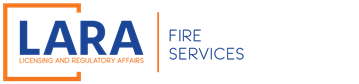 LARA
LICENSING AND REGULATORY AFFAIRS
FIRE
SERVICES